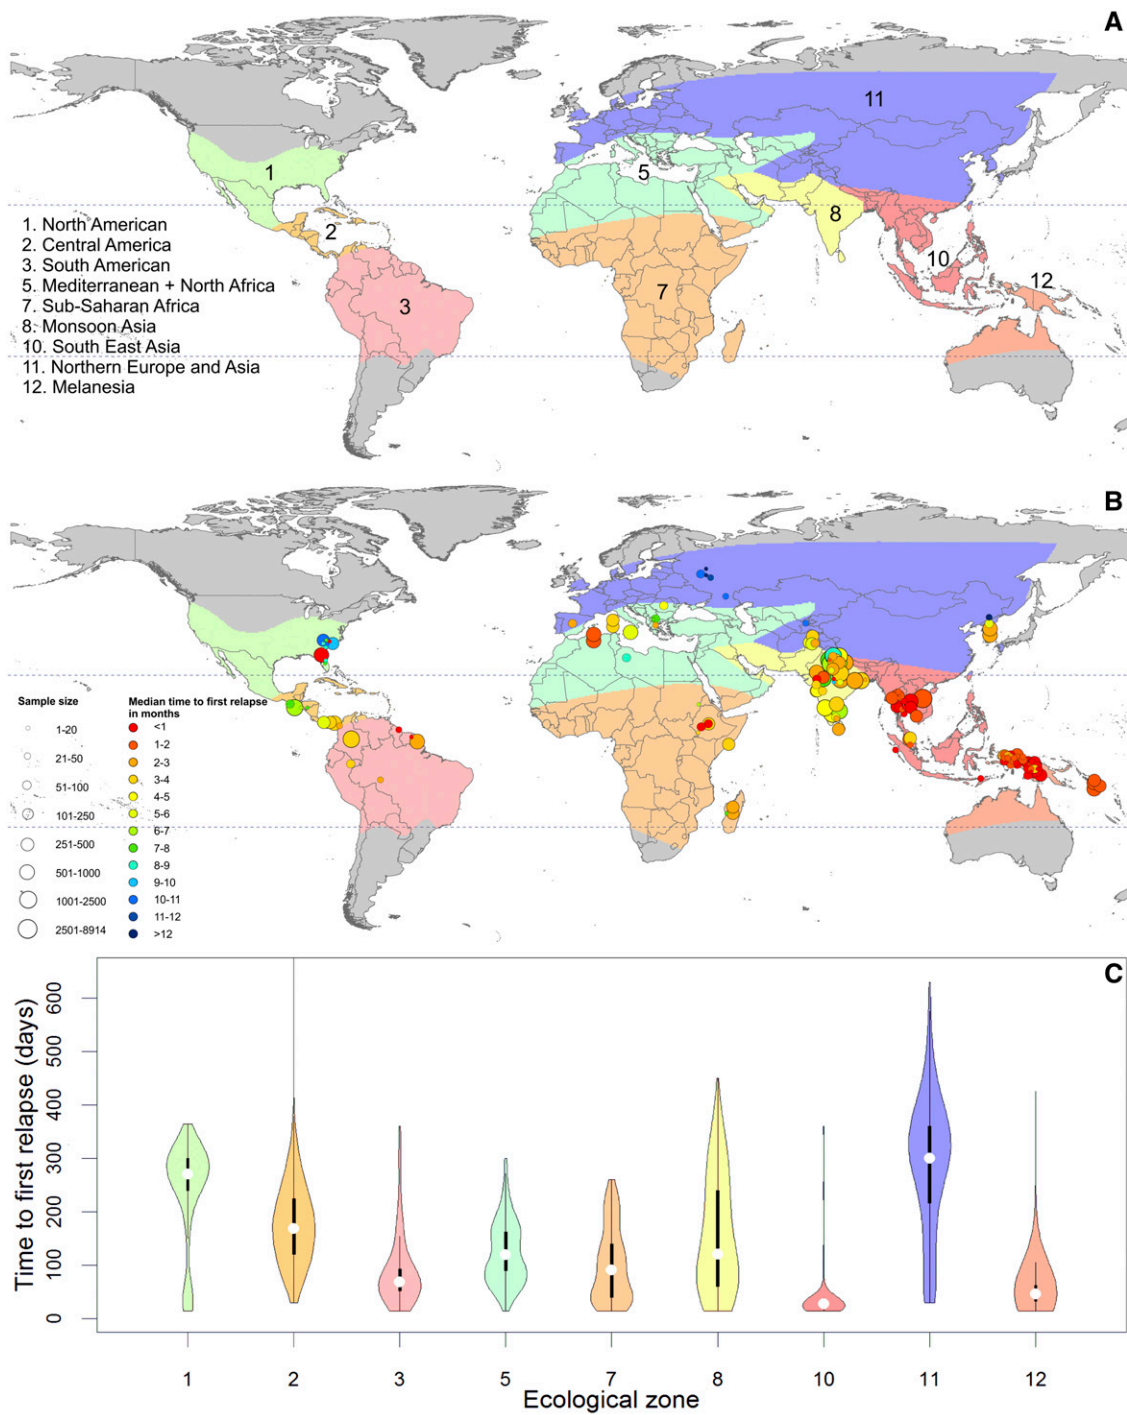 A
11
1
5
8
2
10
12
7
3
1. North American
2. Central America
3. South American
5. Mediterranean + North Africa
7. Sub-Saharan Africa
8. Monsoon Asia
10. South East Asia
11. Northern Europe and Asia
12. Melanesia
B
Sample size
1-20
21-50
51-100
101-250
251-500
501-1000
1001-2500
2501-8914
Median time to first relapse
in months
<1
1-2
2-3
3-4
4-5
5-6
6-7
7-8
8-9
9-10
10-11
11-12
>12
C
Time to first relapse (days)
600
500
400
300
200
100
0
1 2 3 5 7 8 10 11 12
Ecological zone